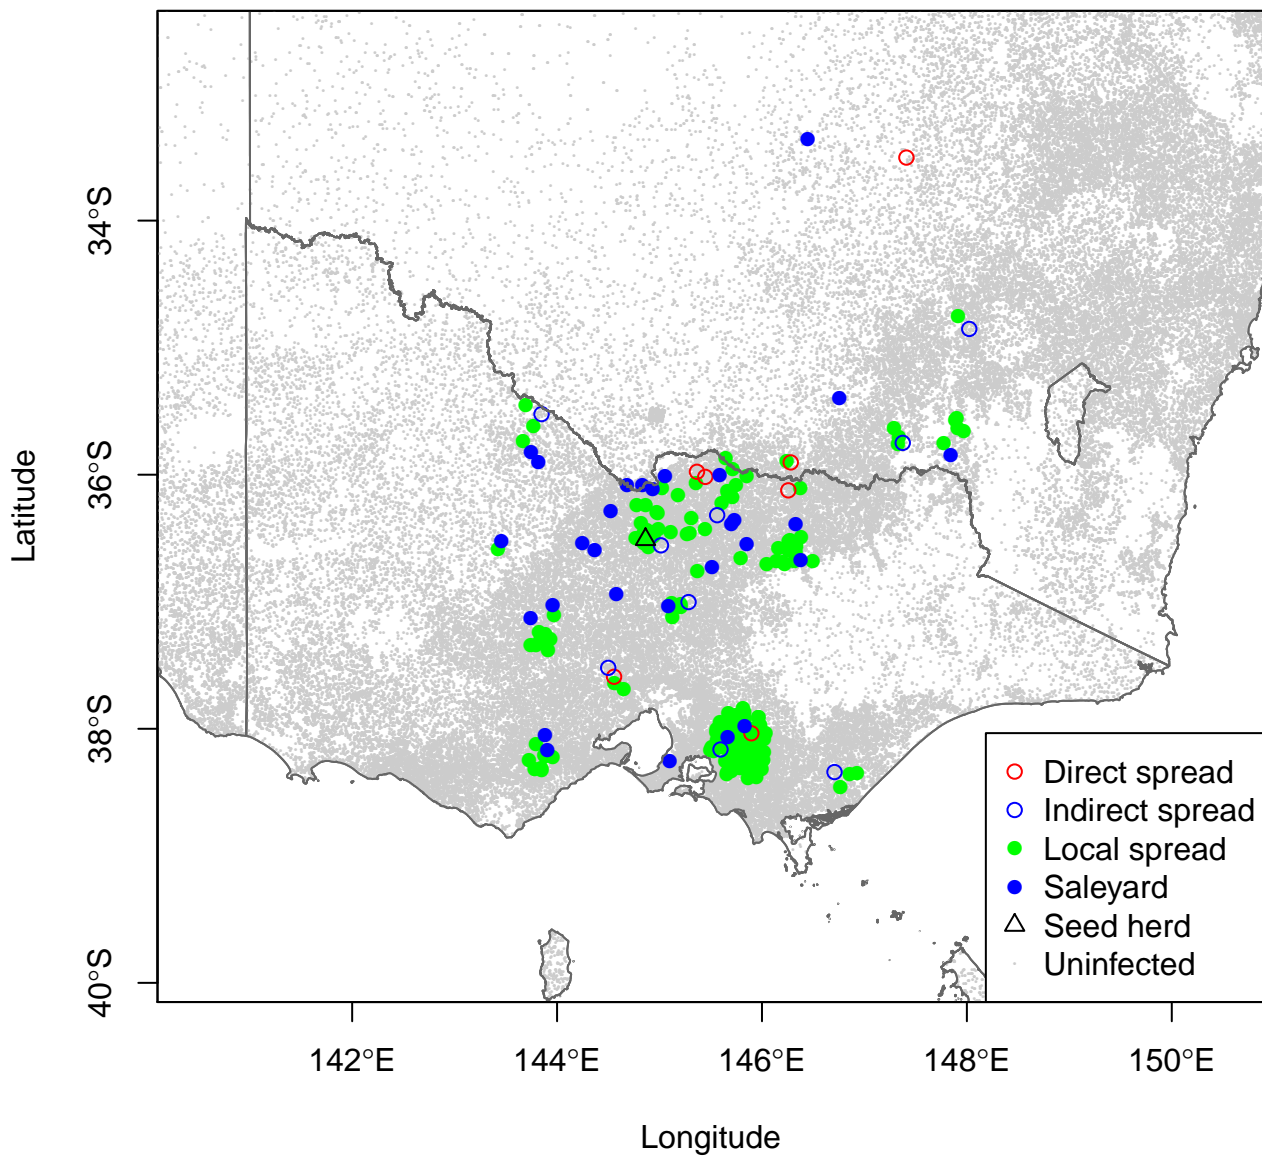 Latitude
34°S
36°S
38°S
40°S
142°E
144°E
146°E
148°E
150°E
Longitude
Direct spread
Indirect spread
Local spread
Saleyard
Seed herd
Uninfected